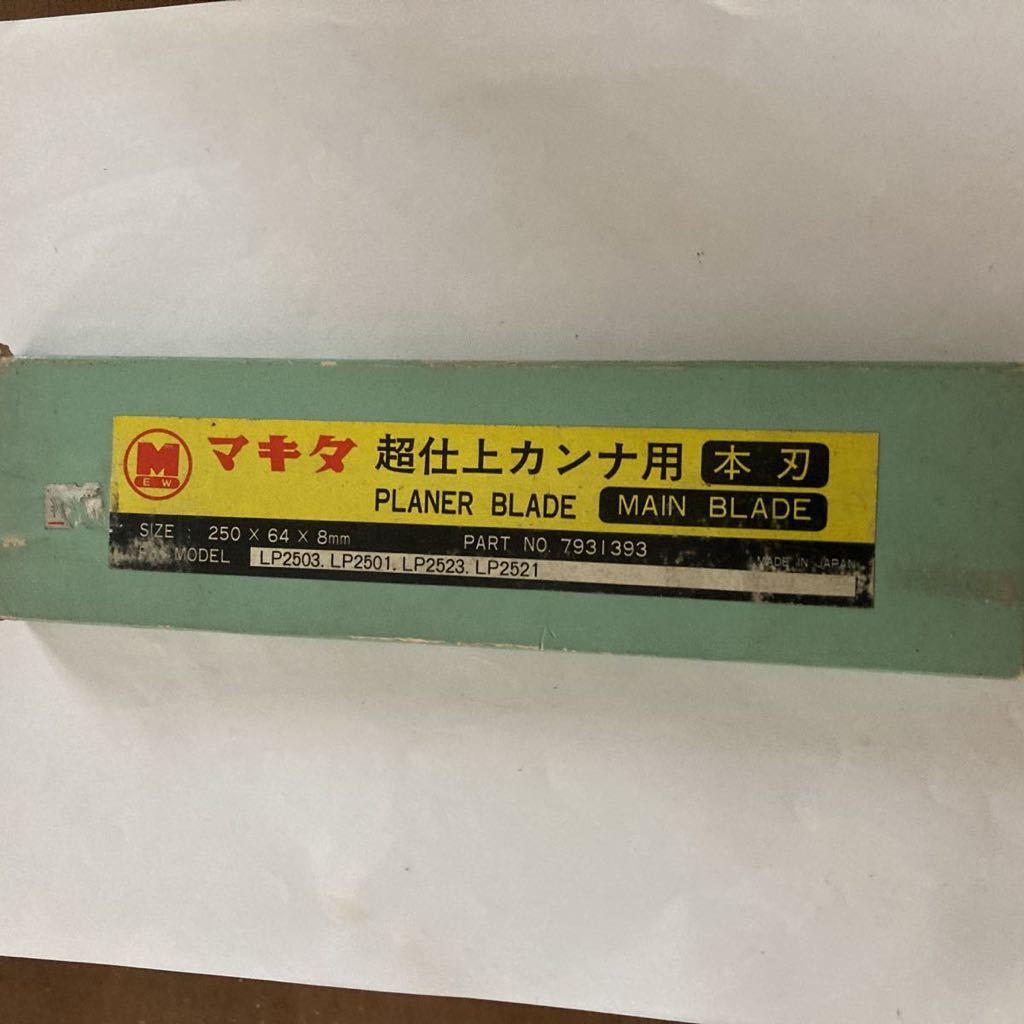 M
E W
マキタ 超仕上カンナ用 本刃
PLANER BLADE MAIN BLADE
SIZE : 250 × 64 × 8mm PART NO. 7931393
FOR MODEL LP2503. LP2501. LP2523. LP2521
MADE IN JAPAN